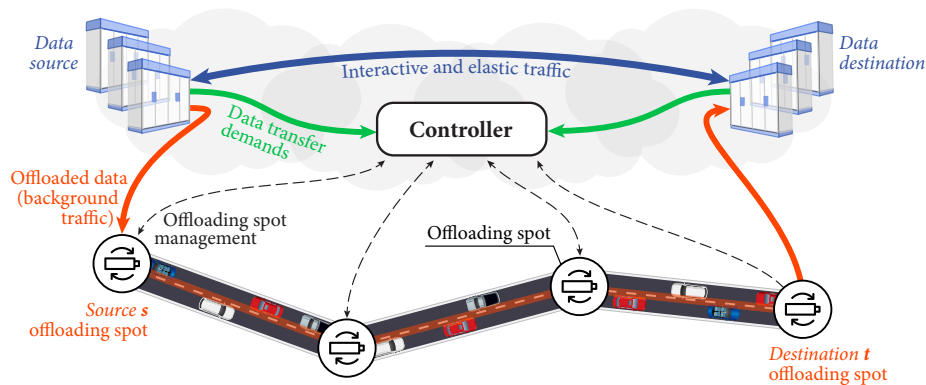 Data
source
Interactive and elastic traffic
Data
destination
Data transfer
demands
Controller
Offloaded data
(background
traffic)
Offloading spot
management
Offloading spot
Source s
offloading spot
Destination t
offloading spot